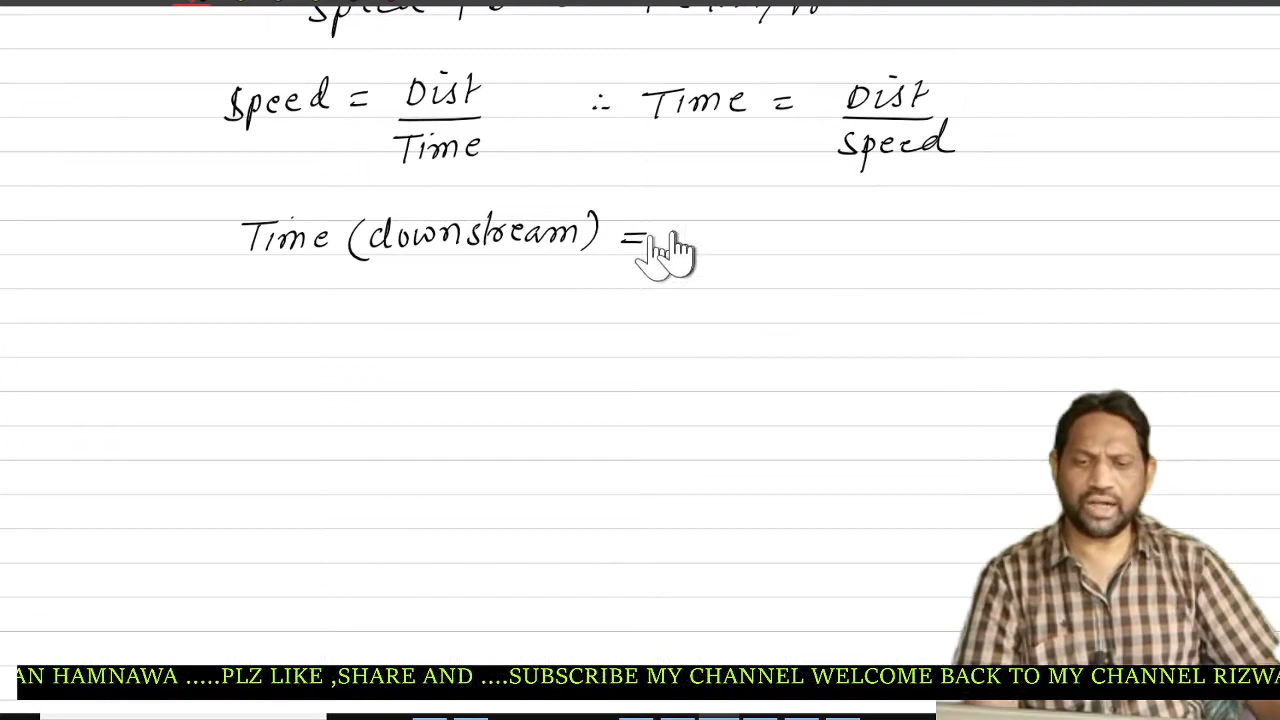 Speed = Dist / Time ∴ Time = Dist / Speed
Time (downstream) =
AN HAMNAWA .....PLZ LIKE ,SHARE AND ....SUBSCRIBE MY CHANNEL WELCOME BACK TO MY CHANNEL RIZWA